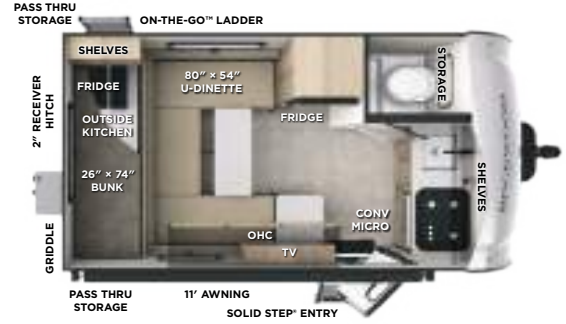 PASS THRU
STORAGE
ON-THE-GO™ LADDER
SHELVES
FRIDGE
OUTSIDE
KITCHEN
26" × 74"
BUNK
2" RECEIVER
HITCH
GRIDDLE
80" × 54"
U-DINETTE
FRIDGE
STORAGE
SHELVES
CONV
MICRO
OHC
TV
PASS THRU
STORAGE
11' AWNING
SOLID STEP® ENTRY